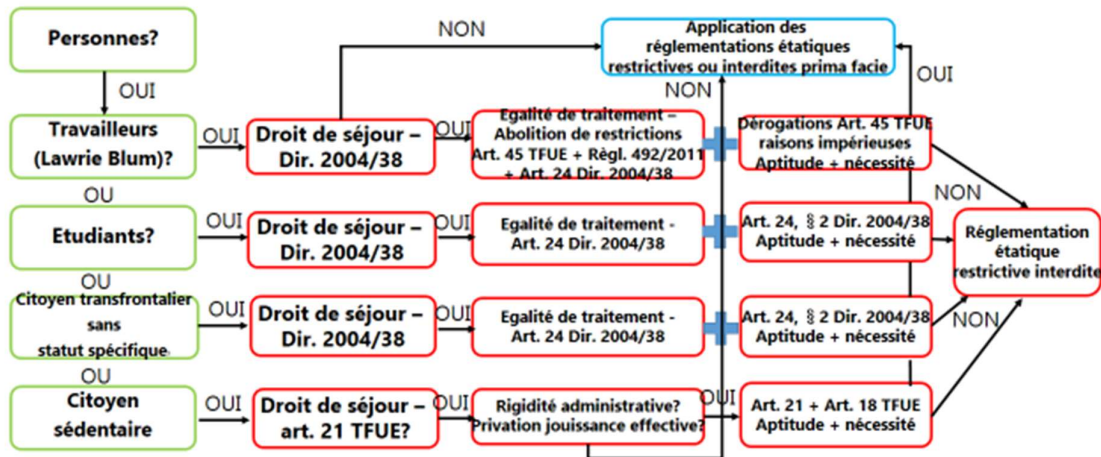 Personnes?
NON
Application des
réglementations étatiques
restrictives ou interdites prima facie
OUI
NON
OUI
Travailleurs
(Lawrie Blum)?
OUI
Droit de séjour –
Dir. 2004/38
OUI
Egalité de traitement –
Abolition de restrictions
Art. 45 TFUE + Règl. 492/2011
+ Art. 24 Dir. 2004/38
Dérogations Art. 45 TFUE
raisons impérieuses
Aptitude + nécessité
NON
OU
Etudiants?
OUI
Droit de séjour –
Dir. 2004/38
OUI
Egalité de traitement -
Art. 24 Dir. 2004/38
Art. 24, § 2 Dir. 2004/38
Aptitude + nécessité
Réglementation
étatique
restrictive interdite
OU
Citoyen transfrontalier
sans
statut spécifique
OUI
Droit de séjour –
Dir. 2004/38
OUI
Egalité de traitement -
Art. 24 Dir. 2004/38
Art. 24, § 2 Dir. 2004/38
Aptitude + nécessité
NON
OU
Citoyen
sédentaire
OUI
Droit de séjour –
art. 21 TFUE?
OUI
Rigidité administrative?
Privation jouissance effective?
OUI
Art. 21 + Art. 18 TFUE
Aptitude + nécessité